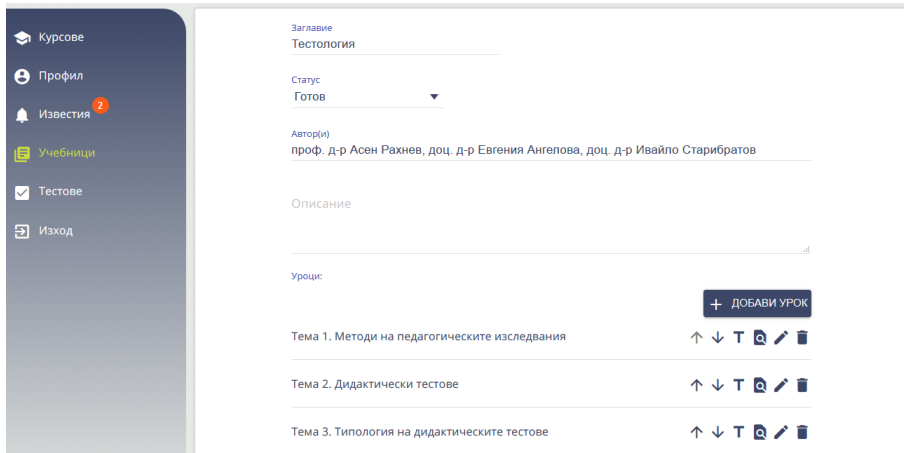 Курсове
Профил
Известия 2
Учебници
Тестове
Изход
Заглавие
Тестология
Статус
Готов
Автор(и)
проф. д-р Асен Рахнев, доц. д-р Евгения Ангелова, доц. д-р Ивайло Старибратов
Описание
Уроци:
+ ДОБАВИ УРОК
Тема 1. Методи на педагогическите изследвания
Тема 2. Дидактически тестове
Тема 3. Типология на дидактическите тестове